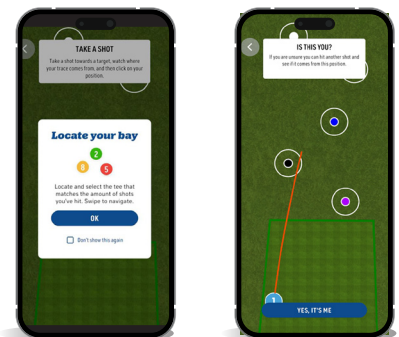 TAKE A SHOT
Take a shot towards a target, watch where
your trace comes from, and then click on your
position.
Locate your bay
2
8
5
Locate and select the tee that
matches the amount of shots
you've hit. Swipe to navigate.
OK
Don't show this again
IS THIS YOU?
If you are unsure you can hit another shot and
see if it comes from this position.
1
YES, IT'S ME